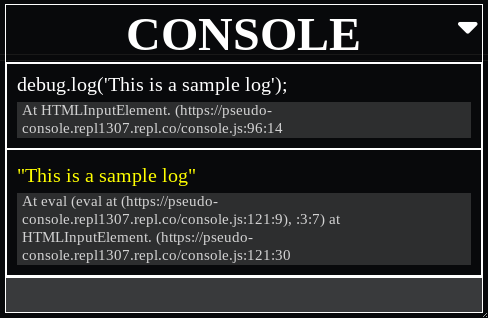 CONSOLE
debug.log('This is a sample log');
At HTMLInputElement. (https://pseudo-
console.repl1307.repl.co/console.js:96:14
"This is a sample log"
At eval (eval at (https://pseudo-
console.repl1307.repl.co/console.js:121:9), :3:7) at
HTMLInputElement. (https://pseudo-
console.repl1307.repl.co/console.js:121:30